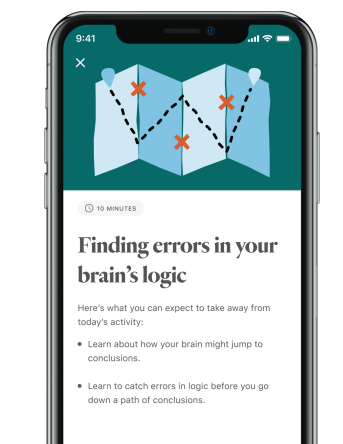 9:41
10 MINUTES
Finding errors in your
brain's logic
Here's what you can expect to take away from
today's activity:
Learn about how your brain might jump to
conclusions.
Learn to catch errors in logic before you go
down a path of conclusions.